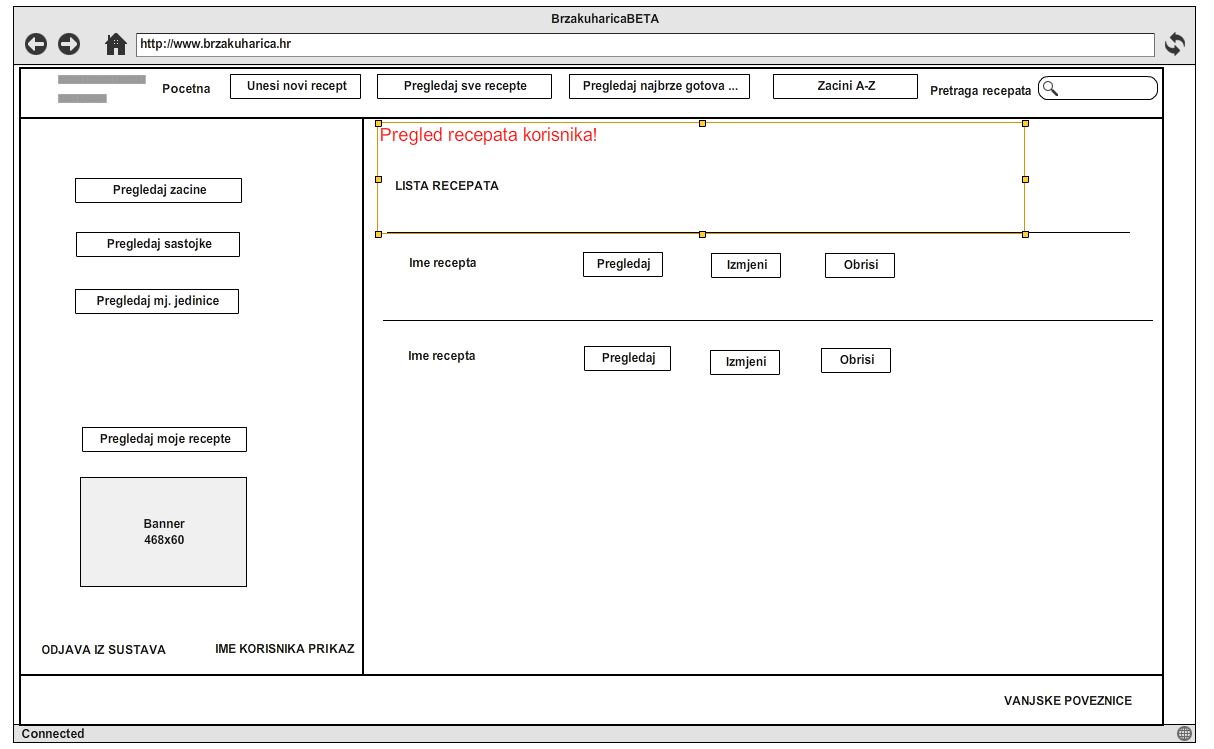 BrzakuharicaBETA
http://www.brzakuharica.hr
Pocetna
Unesi novi recept
Pregledaj sve recepte
Pregledaj najbrze gotova ...
Zacini A-Z
Pretraga recepata
Pregledaj zacine
Pregledaj sastojke
Pregledaj mj. jedinice
Pregledaj moje recepte
Banner
468x60
ODJAVA IZ SUSTAVA
IME KORISNIKA PRIKAZ
Pregled recepata korisnika!
LISTA RECEPATA
Ime recepta
Pregledaj
Izmjeni
Obrisi
Ime recepta
Pregledaj
Izmjeni
Obrisi
VANJSKE POVEZNICE
Connected